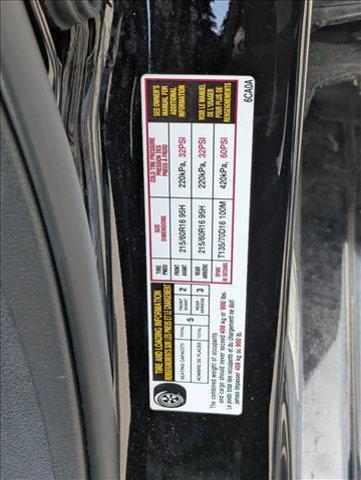 TIRE AND LOADING INFORMATION
RENSEIGNEMENTS SUR LES PNEUS ET LE CHARGEMENT
SEATING CAPACITY TOTAL 5 FRONT AVANT 2
NOMBRE DE PLACES TOTAL REAR ARRIÈRE 3
The combined weight of occupants
and cargo should never exceed 408 kg or 900 lbs.
Le poids total des occupants et du chargement ne doit
jamais dépasser 408 kg ou 900 lb.
TIRE PNEU SIZE DIMENSIONS COLD TIRE PRESSURE PRESSION DES PNEUS À FROID
FRONT AVANT 215/60R16 95H 220kPa, 32PSI
REAR ARRIÈRE 215/60R16 95H 220kPa, 32PSI
SPARE DE SECOURS T135/70D16 100M 420kPa, 60PSI
SEE OWNER'S
MANUAL FOR
ADDITIONAL
INFORMATION
VOIR LE MANUEL
DE L'USAGER
POUR PLUS DE
RENSEIGNEMENTS
6CA0A